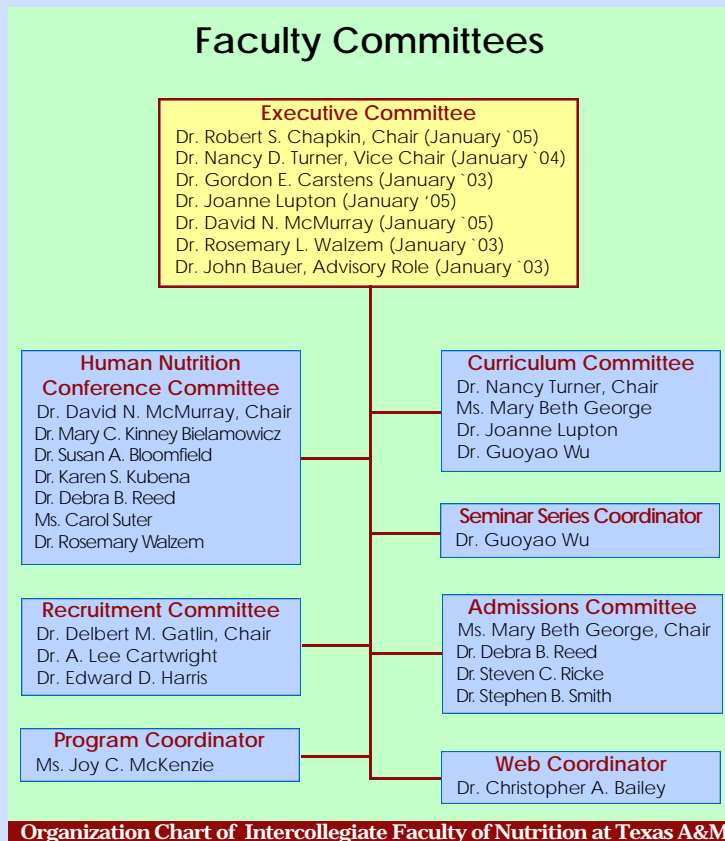 Faculty Committees
Executive Committee
Dr. Robert S. Chapkin, Chair (January `05)
Dr. Nancy D. Turner, Vice Chair (January `04)
Dr. Gordon E. Carstens (January `03)
Dr. Joanne Lupton (January '05)
Dr. David N. McMurray (January `05)
Dr. Rosemary L. Walzem (January `03)
Dr. John Bauer, Advisory Role (January `03)
Human Nutrition
Conference Committee
Dr. David N. McMurray, Chair
Dr. Mary C. Kinney Bielamowicz
Dr. Susan A. Bloomfield
Dr. Karen S. Kubena
Dr. Debra B. Reed
Ms. Carol Suter
Dr. Rosemary Walzem
Curriculum Committee
Dr. Nancy Turner, Chair
Ms. Mary Beth George
Dr. Joanne Lupton
Dr. Guoyao Wu
Seminar Series Coordinator
Dr. Guoyao Wu
Recruitment Committee
Dr. Delbert M. Gatlin, Chair
Dr. A. Lee Cartwright
Dr. Edward D. Harris
Admissions Committee
Ms. Mary Beth George, Chair
Dr. Debra B. Reed
Dr. Steven C. Ricke
Dr. Stephen B. Smith
Program Coordinator
Ms. Joy C. McKenzie
Web Coordinator
Dr. Christopher A. Bailey
Organization Chart of Intercollegiate Faculty of Nutrition at Texas A&M